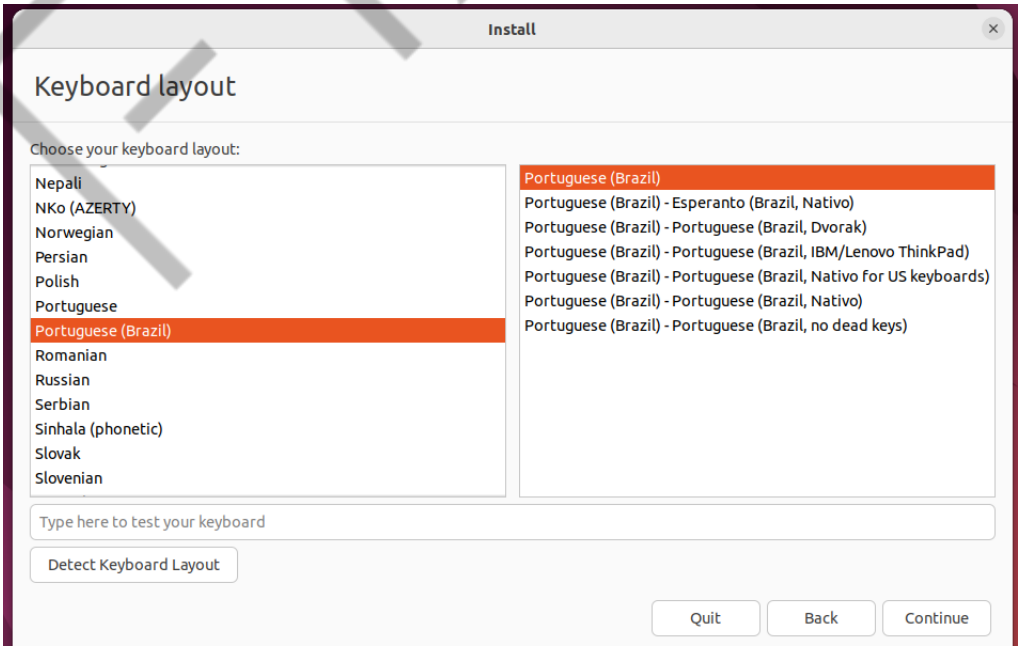 Install
Keyboard layout
Choose your keyboard layout:
Nepali
NKo (AZERTY)
Norwegian
Persian
Polish
Portuguese
Portuguese (Brazil)
Romanian
Russian
Serbian
Sinhala (phonetic)
Slovak
Slovenian
Portuguese (Brazil)
Portuguese (Brazil) - Esperanto (Brazil, Nativo)
Portuguese (Brazil) - Portuguese (Brazil, Dvorak)
Portuguese (Brazil) - Portuguese (Brazil, IBM/Lenovo ThinkPad)
Portuguese (Brazil) - Portuguese (Brazil, Nativo for US keyboards)
Portuguese (Brazil) - Portuguese (Brazil, Nativo)
Portuguese (Brazil) - Portuguese (Brazil, no dead keys)
Type here to test your keyboard
Detect Keyboard Layout
Quit
Back
Continue